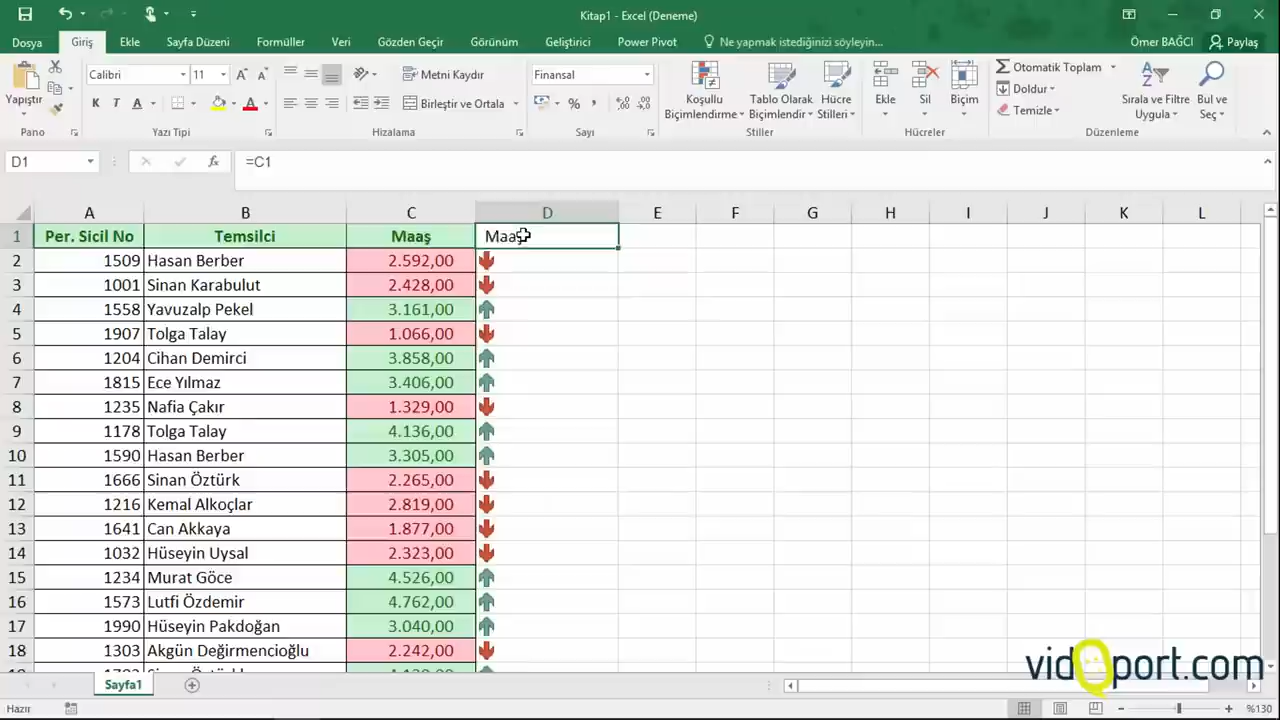 Kitap1 - Excel (Deneme)
Dosya Giriş Ekle Sayfa Düzeni Formüller Veri Gözden Geçir Görünüm Geliştirici Power Pivot Ne yapmak istediğinizi söyleyin... Ömer BAĞCI Paylaş
Yapıştır
Pano
Calibri 11
K T A
Yazı Tipi
Metni Kaydır
Birleştir ve Ortala
Hizalama
Finansal
Sayı
Koşullu Biçimlendirme
Tablo Olarak Biçimlendir
Hücre Stilleri
Stiller
Ekle Sil Biçim
Hücreler
Otomatik Toplam
Doldur
Temizle
Sırala ve Filtre Uygula
Bul ve Seç
Düzenleme
D1 fx =C1
A B C D E F G H I J K L
1 Per. Sicil No Temsilci Maaş Maaş
2 1509 Hasan Berber 2.592,00
3 1001 Sinan Karabulut 2.428,00
4 1558 Yavuzalp Pekel 3.161,00
5 1907 Tolga Talay 1.066,00
6 1204 Cihan Demirci 3.858,00
7 1815 Ece Yılmaz 3.406,00
8 1235 Nafia Çakır 1.329,00
9 1178 Tolga Talay 4.136,00
10 1590 Hasan Berber 3.305,00
11 1666 Sinan Öztürk 2.265,00
12 1216 Kemal Alkoçlar 2.819,00
13 1641 Can Akkaya 1.877,00
14 1032 Hüseyin Uysal 2.323,00
15 1234 Murat Göce 4.526,00
16 1573 Lutfi Özdemir 4.762,00
17 1990 Hüseyin Pakdoğan 3.040,00
18 1303 Akgün Değirmencioğlu 2.242,00
vidoport.com
Sayfa1
Hazır %130